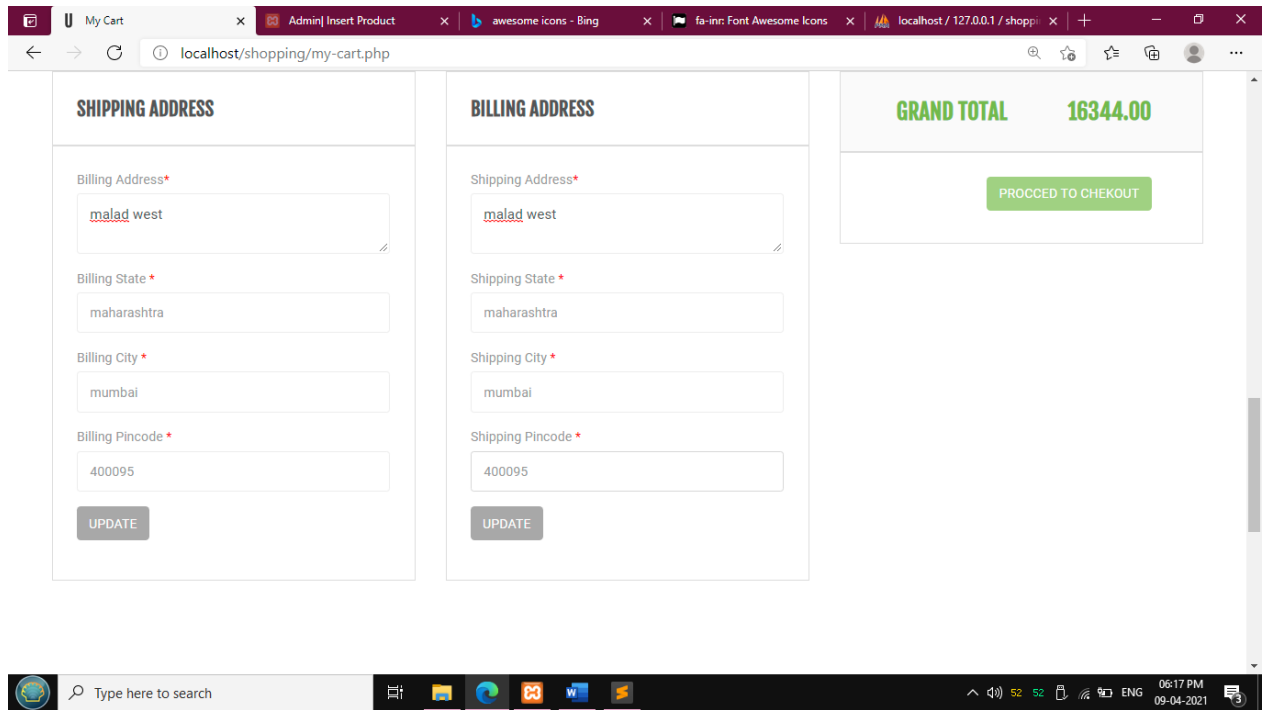 My Cart
Admin| Insert Product
awesome icons - Bing
fa-inr: Font Awesome Icons
localhost / 127.0.0.1 / shoppi
localhost/shopping/my-cart.php
SHIPPING ADDRESS
Billing Address*
malad west
Billing State *
maharashtra
Billing City *
mumbai
Billing Pincode *
400095
UPDATE
BILLING ADDRESS
Shipping Address*
malad west
Shipping State *
maharashtra
Shipping City *
mumbai
Shipping Pincode *
400095
UPDATE
GRAND TOTAL 16344.00
PROCCED TO CHEKOUT
Type here to search
52 52 ENG
06:17 PM
09-04-2021
3